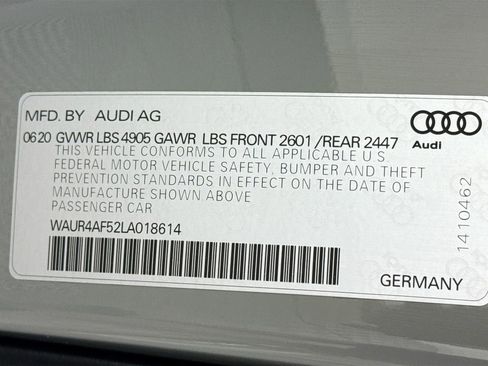 MFD. BY AUDI AG
0620 GVWR LBS 4905 GAWR LBS FRONT 2601 /REAR 2447
THIS VEHICLE CONFORMS TO ALL APPLICABLE U S
FEDERAL MOTOR VEHICLE SAFETY, BUMPER AND THEFT
PREVENTION STANDARDS IN EFFECT ON THE DATE OF
MANUFACTURE SHOWN ABOVE
PASSENGER CAR
WAUR4AF52LA018614
Audi
1410462
GERMANY